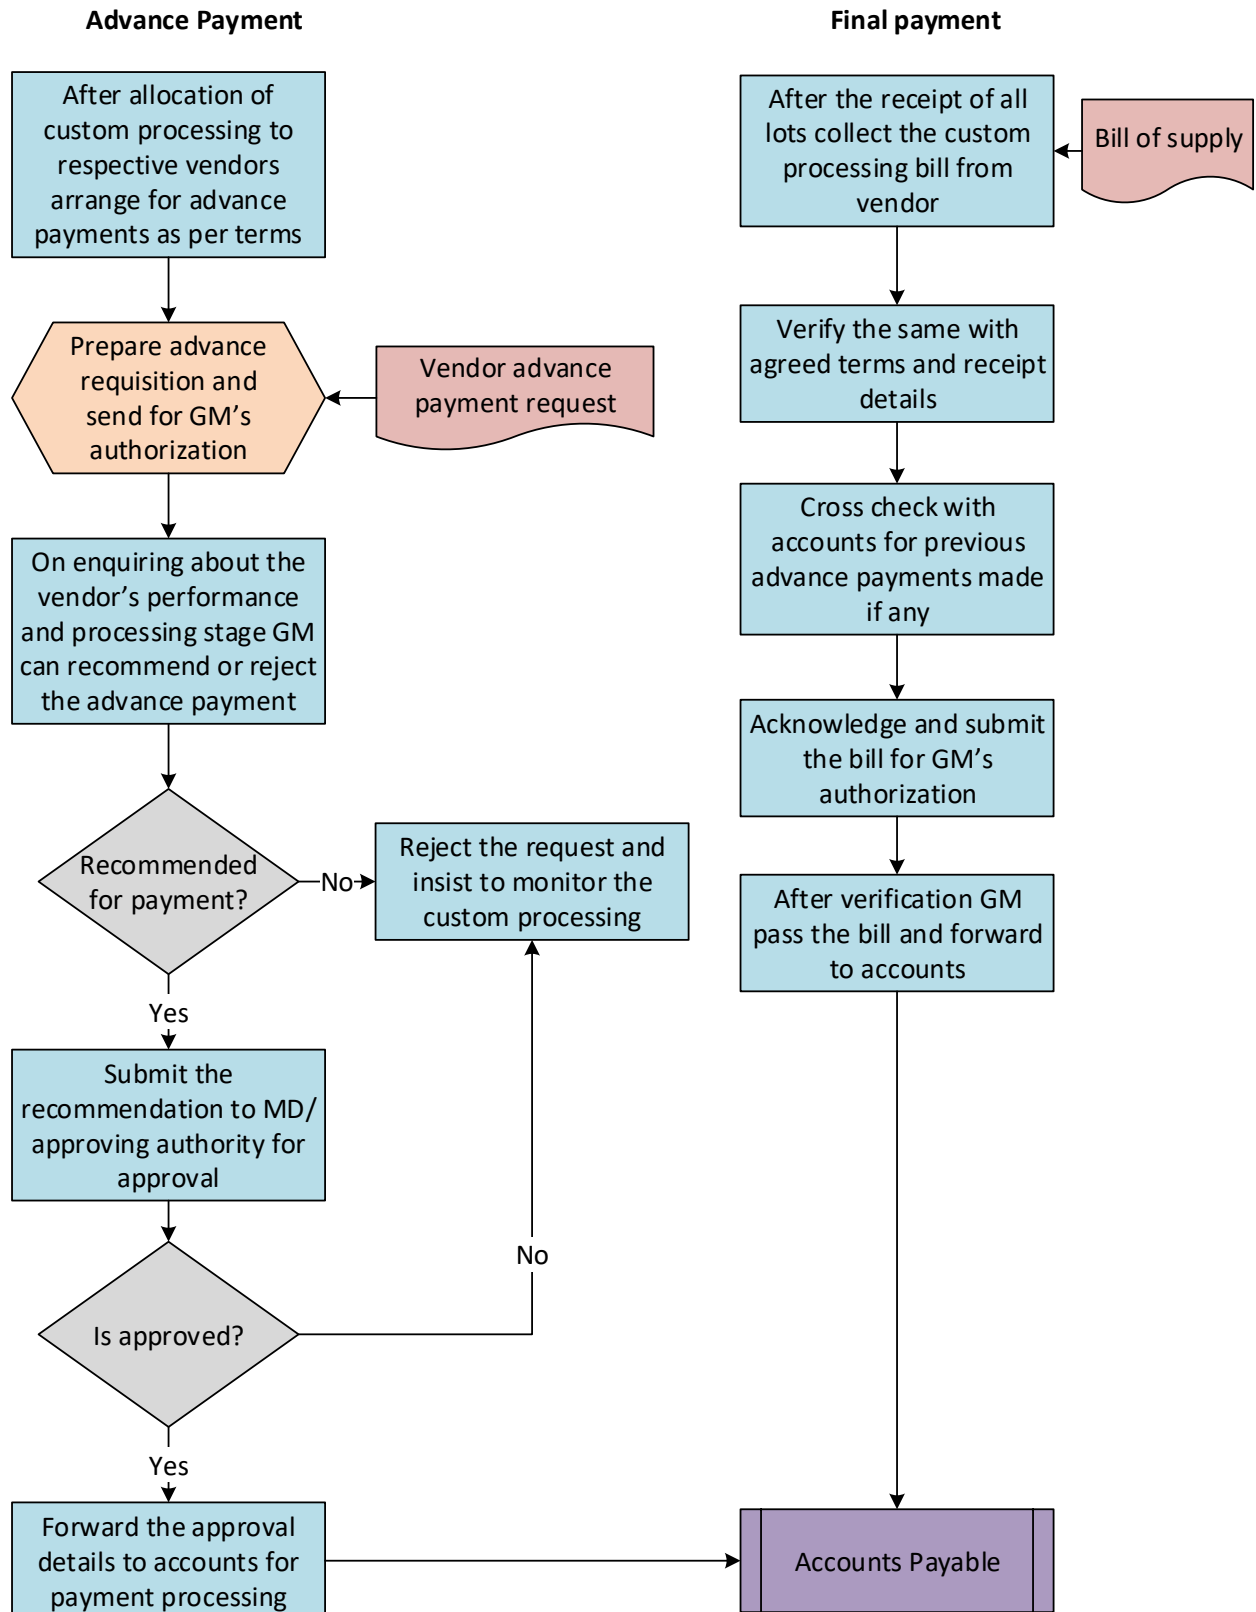 Advance Payment
After allocation of
custom processing to
respective vendors
arrange for advance
payments as per terms
Prepare advance
requisition and
send for GM’s
authorization
Vendor advance
payment request
On enquiring about the
vendor’s performance
and processing stage GM
can recommend or reject
the advance payment
Recommended
for payment?
No
Reject the request and
insist to monitor the
custom processing
Yes
Submit the
recommendation to MD/
approving authority for
approval
Is approved?
No
Yes
Forward the approval
details to accounts for
payment processing
Final payment
After the receipt of all
lots collect the custom
processing bill from
vendor
Bill of supply
Verify the same with
agreed terms and receipt
details
Cross check with
accounts for previous
advance payments made
if any
Acknowledge and submit
the bill for GM’s
authorization
After verification GM
pass the bill and forward
to accounts
Accounts Payable